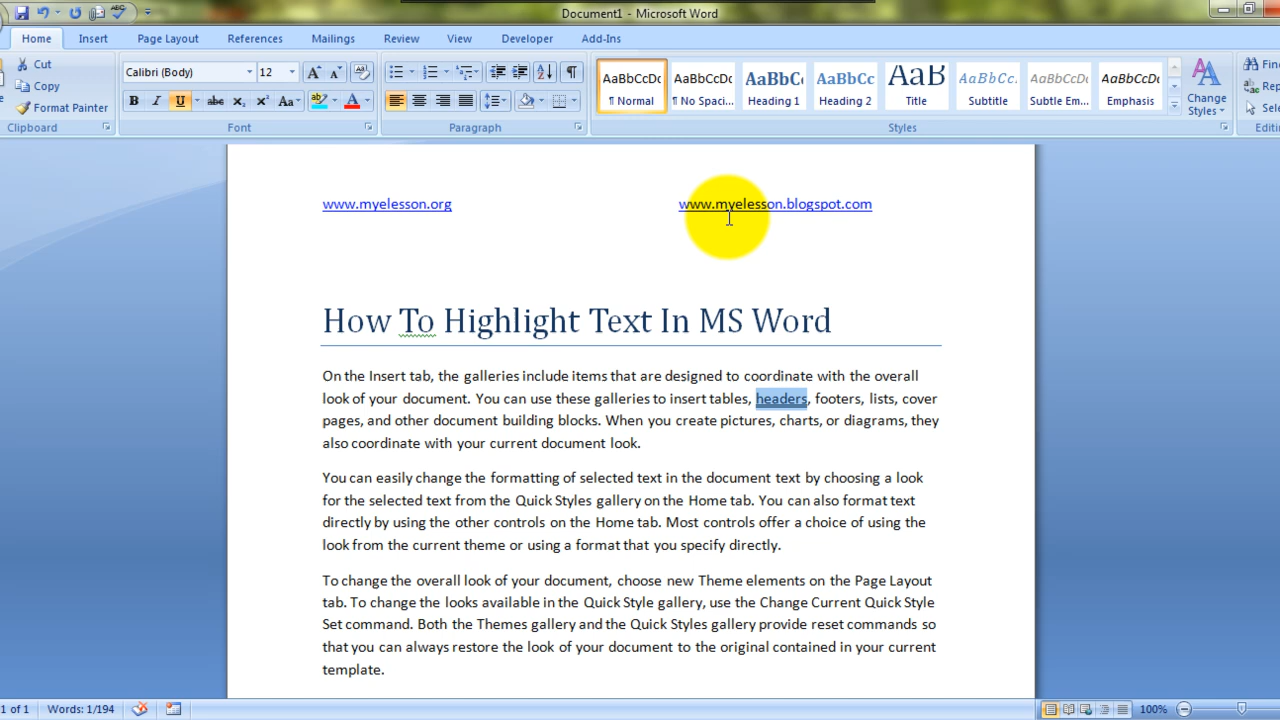 Document1 - Microsoft Word
Home Insert Page Layout References Mailings Review View Developer Add-Ins
Cut
Copy
Format Painter
Clipboard
Calibri (Body) 12
B I U abc x₂ x² Aa
Font
Paragraph
AaBbCcDc AaBbCcDc AaBbCc AaBbCc AaB AaBbCc. AaBbCcDc AaBbCcDc
¶ Normal ¶ No Spaci... Heading 1 Heading 2 Title Subtitle Subtle Em... Emphasis
Change
Styles
Styles
www.myelesson.org www.myelesson.blogspot.com
How To Highlight Text In MS Word
On the Insert tab, the galleries include items that are designed to coordinate with the overall
look of your document. You can use these galleries to insert tables, headers, footers, lists, cover
pages, and other document building blocks. When you create pictures, charts, or diagrams, they
also coordinate with your current document look.
You can easily change the formatting of selected text in the document text by choosing a look
for the selected text from the Quick Styles gallery on the Home tab. You can also format text
directly by using the other controls on the Home tab. Most controls offer a choice of using the
look from the current theme or using a format that you specify directly.
To change the overall look of your document, choose new Theme elements on the Page Layout
tab. To change the looks available in the Quick Style gallery, use the Change Current Quick Style
Set command. Both the Themes gallery and the Quick Styles gallery provide reset commands so
that you can always restore the look of your document to the original contained in your current
template.
1 of 1 Words: 1/194 100%